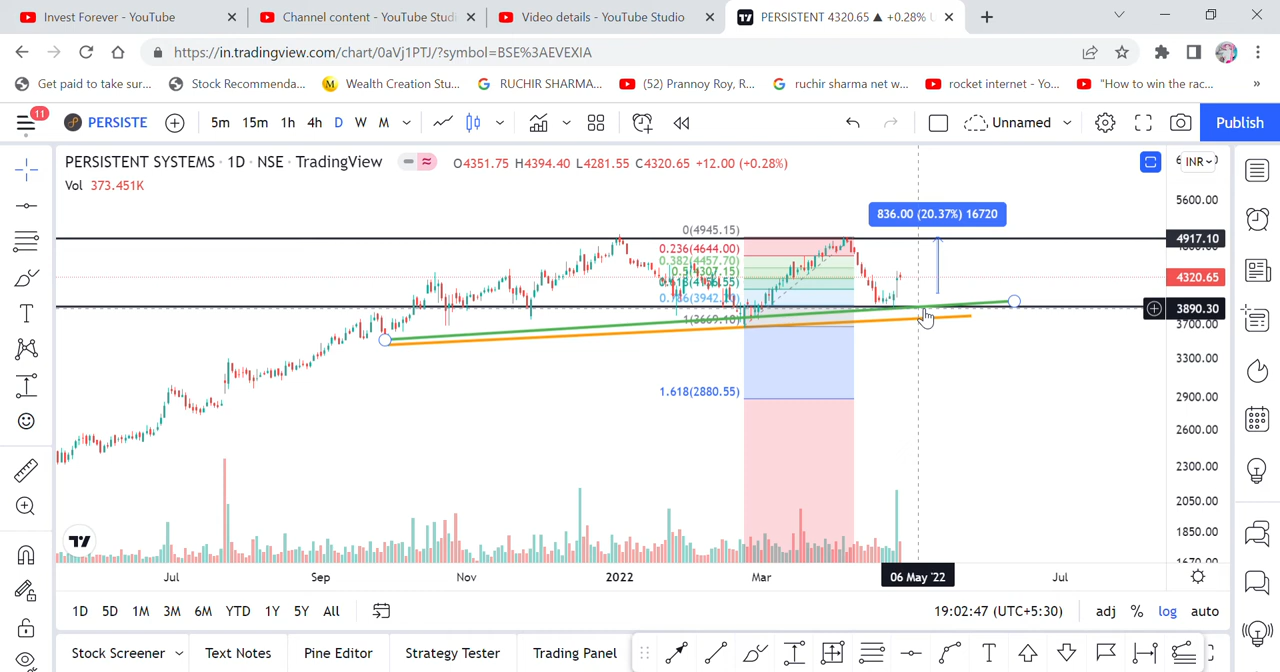 Invest Forever - YouTube
Channel content - YouTube Studi
Video details - YouTube Studio
PERSISTENT 4320.65 ▲ +0.28% U
https://in.tradingview.com/chart/0aVj1PTJ/?symbol=BSE%3AEVEXIA
Get paid to take sur...
Stock Recommenda...
Wealth Creation Stu...
RUCHIR SHARMA...
(52) Prannoy Roy, R...
ruchir sharma net w...
rocket internet - Yo...
"How to win the rac...
11
PERSISTE
5m 15m 1h 4h D W M
Unnamed
Publish
PERSISTENT SYSTEMS · 1D · NSE · TradingView
O4351.75 H4394.40 L4281.55 C4320.65 +12.00 (+0.28%)
INR
Vol 373.451K
5600.00
836.00 (20.37%) 16720
0(4945.15)
4917.10
0.236(4644.00)
0.382(4457.70)
4320.65
3890.30
3700.00
1(3669.10)
3300.00
1.618(2880.55)
2900.00
2600.00
2300.00
2050.00
1850.00
Jul Sep Nov 2022 Mar 06 May '22 Jul
1D 5D 1M 3M 6M YTD 1Y 5Y All
19:02:47 (UTC+5:30) adj % log auto
Stock Screener Text Notes Pine Editor Strategy Tester Trading Panel